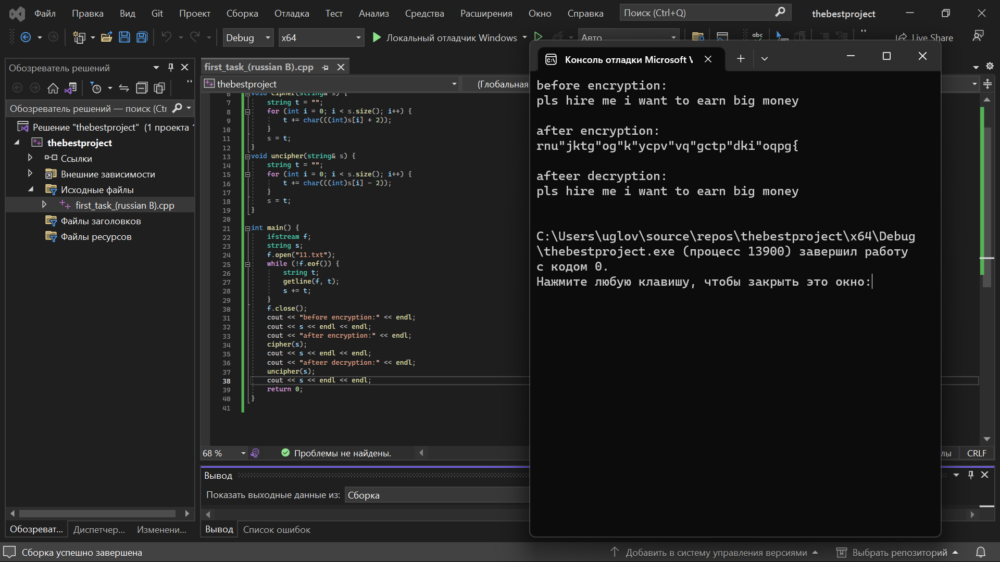 Файл Правка Вид Git Проект Сборка Отладка Тест Анализ Средства Расширения Окно Справка Поиск (Ctrl+Q) thebestproject
Debug x64 Локальный отладчик Windows Авто Live Share
Обозреватель решений
Обозреватель решений — поиск (Ctr
Решение "thebestproject" (1 проекта 1
thebestproject
Ссылки
Внешние зависимости
Исходные файлы
first_task_(russian B).cpp
Файлы заголовков
Файлы ресурсов
Обозреват... Диспетчер... Изменени...
first_task_(russian B).cpp
thebestproject (Глобальная
6 void cipher(string& s) {
7 string t = "";
8 for (int i = 0; i < s.size(); i++) {
9 t += char(((int)s[i] + 2));
10 }
11 s = t;
12 }
13 void uncipher(string& s) {
14 string t = "";
15 for (int i = 0; i < s.size(); i++) {
16 t += char(((int)s[i] - 2));
17 }
18 s = t;
19 }
20
21 int main() {
22 ifstream f;
23 string s;
24 f.open("11.txt");
25 while (!f.eof()) {
26 string t;
27 getline(f, t);
28 s += t;
29 }
30 f.close();
31 cout << "before encryption:" << endl;
32 cout << s << endl << endl;
33 cout << "after encryption:" << endl;
34 cipher(s);
35 cout << s << endl << endl;
36 cout << "afteer decryption:" << endl;
37 uncipher(s);
38 cout << s << endl << endl;
39 return 0;
40 }
41
68 % Проблемы не найдены. лы CRLF
Вывод
Показать выходные данные из: Сборка
Вывод Список ошибок
Консоль отладки Microsoft V
before encryption:
pls hire me i want to earn big money
after encryption:
rnu"jktg"og"k"ycpv"vq"gctp"dki"oqpg{
afteer decryption:
pls hire me i want to earn big money
C:\Users\uglov\source\repos\thebestproject\x64\Debug
\thebestproject.exe (процесс 13900) завершил работу
с кодом 0.
Нажмите любую клавишу, чтобы закрыть это окно:
Сборка успешно завершена Добавить в систему управления версиями Выбрать репозиторий